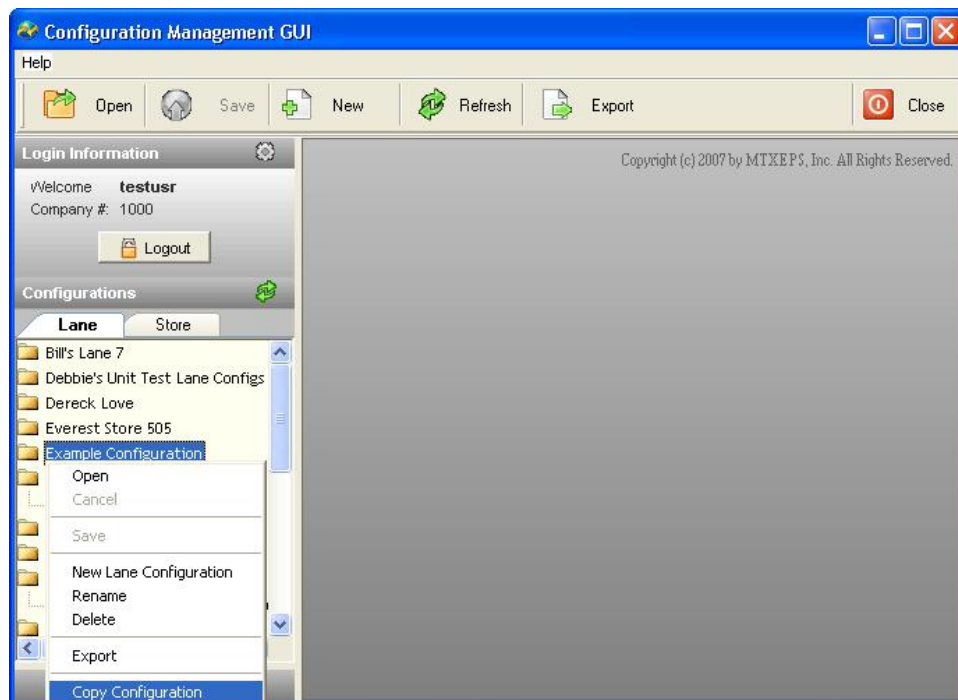 Configuration Management GUI
Help
Open Save New Refresh Export Close
Login Information
Copyright (c) 2007 by MTXEPS, Inc. All Rights Reserved.
Welcome testusr
Company #: 1000
Logout
Configurations
Lane Store
Bill's Lane 7
Debbie's Unit Test Lane Configs
Dereck Love
Everest Store 505
Example Configuration
Open
Cancel
Save
New Lane Configuration
Rename
Delete
Export
Copy Configuration